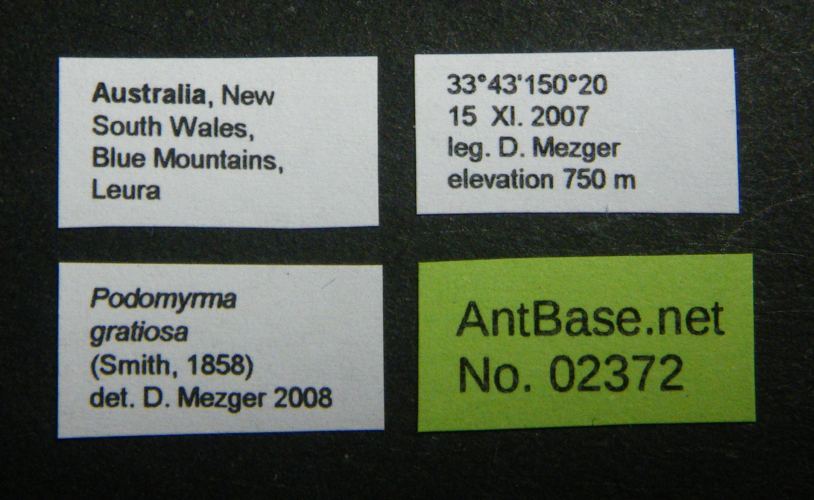 Australia, New
South Wales,
Blue Mountains,
Leura
33°43'150°20
15 XI. 2007
leg. D. Mezger
elevation 750 m
Podomyrma
gratiosa
(Smith, 1858)
det. D. Mezger 2008
AntBase.net
No. 02372